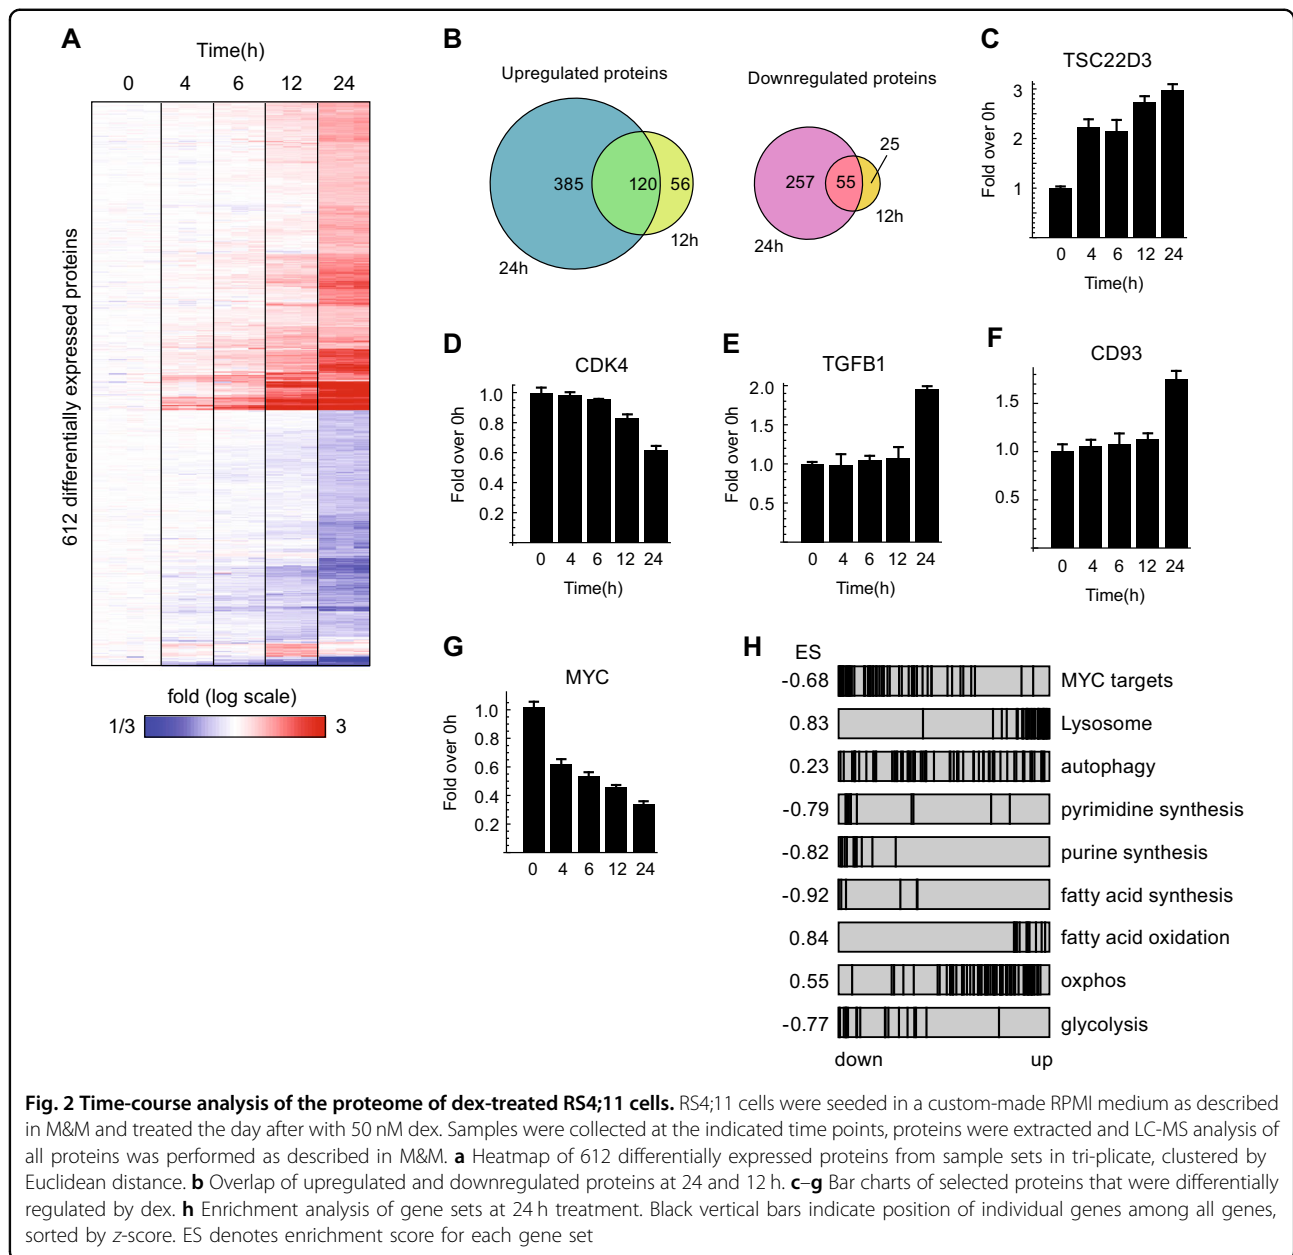 A
Time(h)
0 4 6 12 24
612 differentially expressed proteins
fold (log scale)
1/3 3
B
Upregulated proteins
385 120 56
12h
24h
Downregulated proteins
25
257 55
12h
24h
C
TSC22D3
Fold over 0h
3
2
1
0 4 6 12 24
Time(h)
D
CDK4
Fold over 0h
1.0
0.8
0.6
0.4
0.2
0 4 6 12 24
Time(h)
E
TGFB1
Fold over 0h
2.0
1.0
0.5
0 4 6 12 24
Time(h)
F
CD93
1.5
1.0
0.5
0 4 6 12 24
Time(h)
G
MYC
Fold over 0h
1.0
0.8
0.6
0.4
0.2
0 4 6 12 24
H
ES
-0.68 MYC targets
0.83 Lysosome
0.23 autophagy
-0.79 pyrimidine synthesis
-0.82 purine synthesis
-0.92 fatty acid synthesis
0.84 fatty acid oxidation
0.55 oxphos
-0.77 glycolysis
down up
Fig. 2 Time-course analysis of the proteome of dex-treated RS4;11 cells. RS4;11 cells were seeded in a custom-made RPMI medium as described
in M&M and treated the day after with 50 nM dex. Samples were collected at the indicated time points, proteins were extracted and LC-MS analysis of
all proteins was performed as described in M&M. a Heatmap of 612 differentially expressed proteins from sample sets in tri-plicate, clustered by
Euclidean distance. b Overlap of upregulated and downregulated proteins at 24 and 12 h. c–g Bar charts of selected proteins that were differentially
regulated by dex. h Enrichment analysis of gene sets at 24 h treatment. Black vertical bars indicate position of individual genes among all genes,
sorted by z-score. ES denotes enrichment score for each gene set